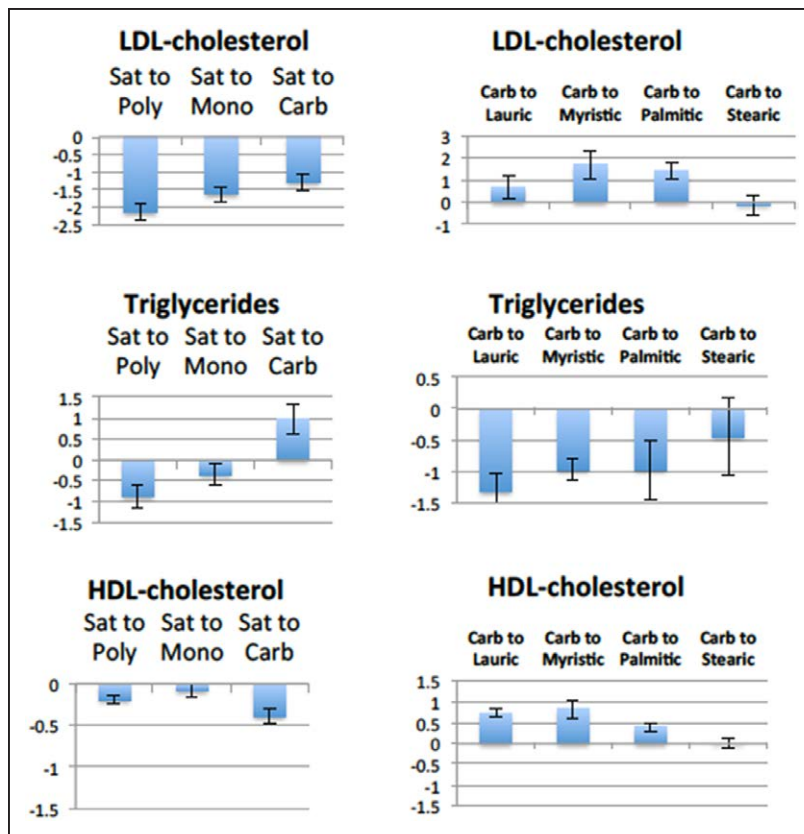 LDL-cholesterol
Sat to Poly
Sat to Mono
Sat to Carb
0
-0.5
-1
-1.5
-2
-2.5
LDL-cholesterol
Carb to Lauric
Carb to Myristic
Carb to Palmitic
Carb to Stearic
3
2
1
0
-1
Triglycerides
Sat to Poly
Sat to Mono
Sat to Carb
1.5
1
0.5
0
-0.5
-1
-1.5
Triglycerides
Carb to Lauric
Carb to Myristic
Carb to Palmitic
Carb to Stearic
0.5
0
-0.5
-1
-1.5
HDL-cholesterol
Sat to Poly
Sat to Mono
Sat to Carb
0
-0.5
-1
-1.5
HDL-cholesterol
Carb to Lauric
Carb to Myristic
Carb to Palmitic
Carb to Stearic
1.5
1
0.5
0
-0.5
-1
-1.5